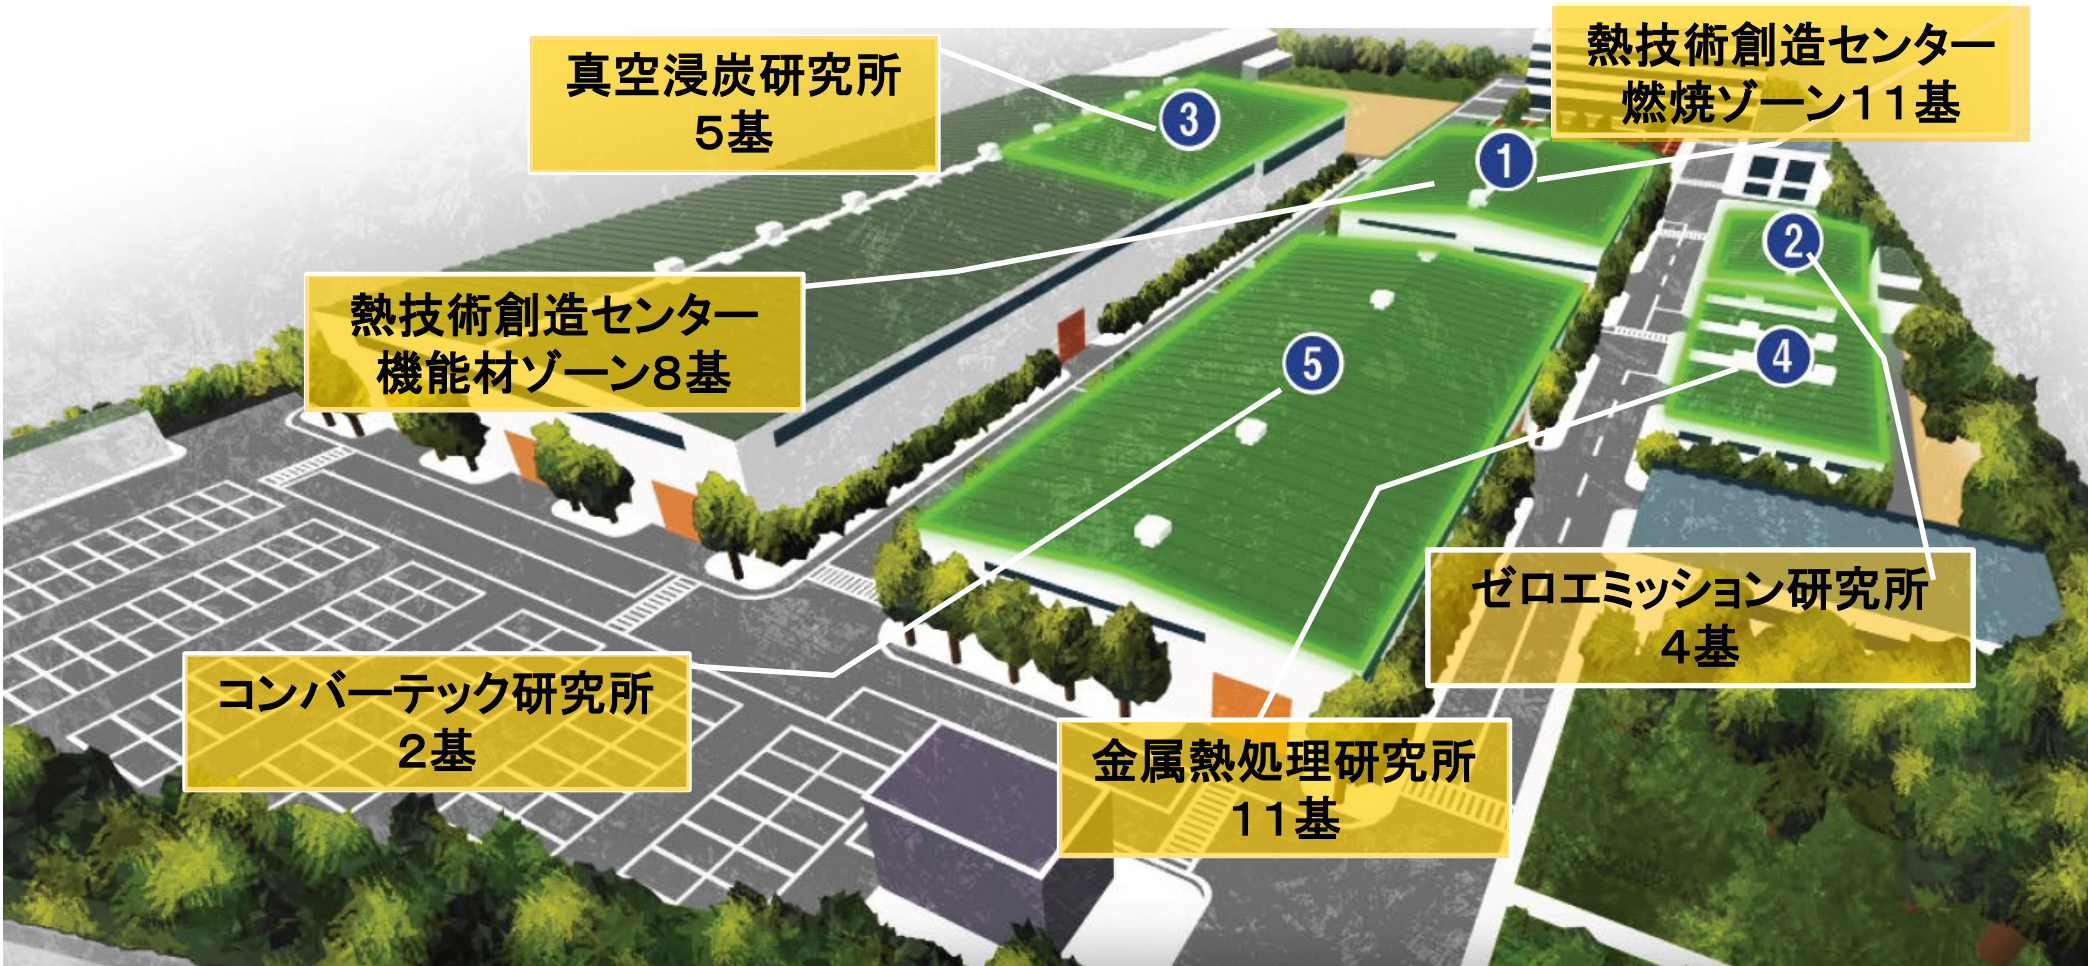 熱技術創造センター
燃焼ゾーン11基
真空浸炭研究所
5基
3
1
2
熱技術創造センター
機能材ゾーン8基
5
4
ゼロエミッション研究所
4基
コンバーテック研究所
2基
金属熱処理研究所
11基